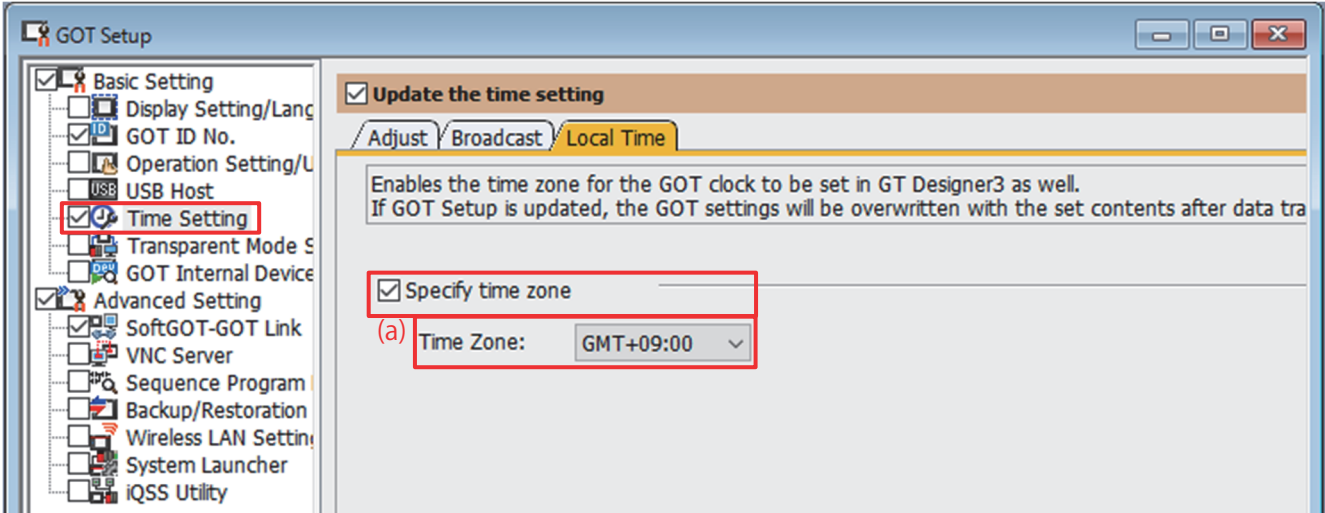 GOT Setup
Basic Setting
Display Setting/Lang
GOT ID No.
Operation Setting/U
USB Host
Time Setting
Transparent Mode S
GOT Internal Device
Advanced Setting
SoftGOT-GOT Link
VNC Server
Sequence Program
Backup/Restoration
Wireless LAN Setting
System Launcher
iQSS Utility
Update the time setting
Adjust Broadcast Local Time
Enables the time zone for the GOT clock to be set in GT Designer3 as well.
If GOT Setup is updated, the GOT settings will be overwritten with the set contents after data tra
Specify time zone
(a) Time Zone: GMT+09:00